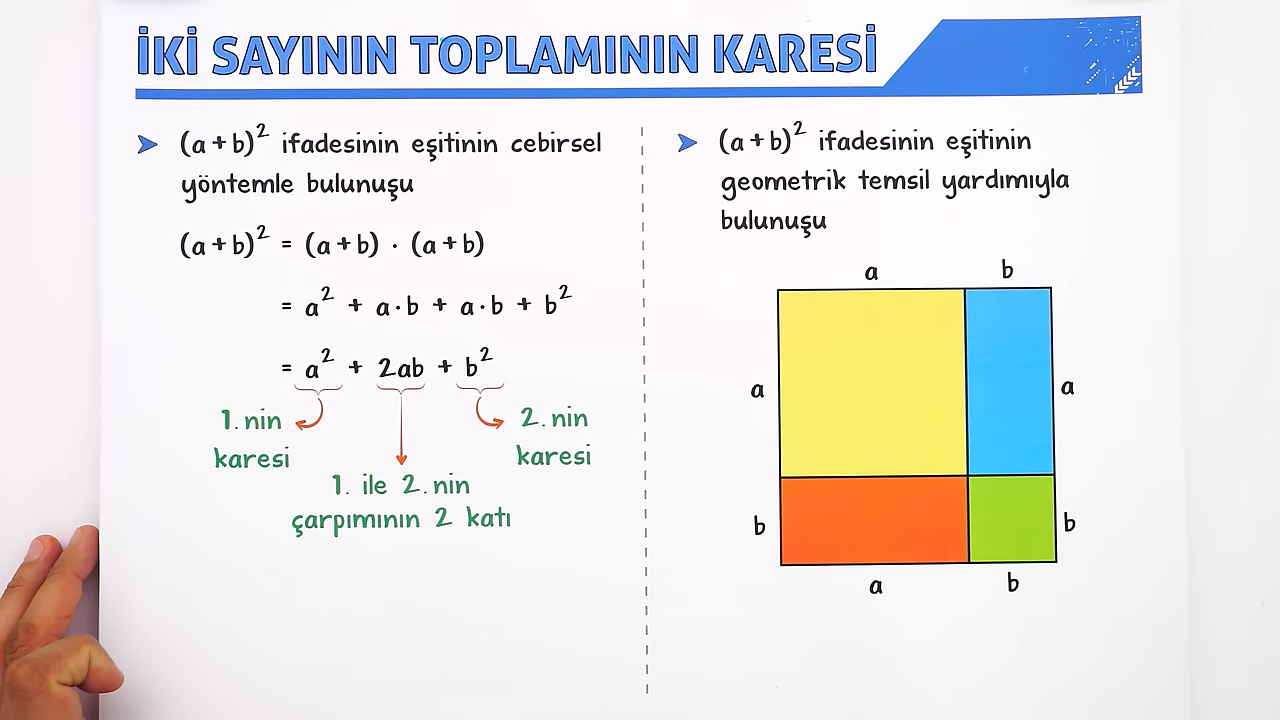 İKİ SAYININ TOPLAMININ KARESİ
(a+b)² ifadesinin eşitinin cebirsel
yöntemle bulunuşu
(a+b)² = (a+b) · (a+b)
= a² + a·b + a·b + b²
= a² + 2ab + b²
1.nin
karesi
2.nin
karesi
1. ile 2.nin
çarpımının 2 katı
(a+b)² ifadesinin eşitinin
geometrik temsil yardımıyla
bulunuşu
a b
a a
b b
a b